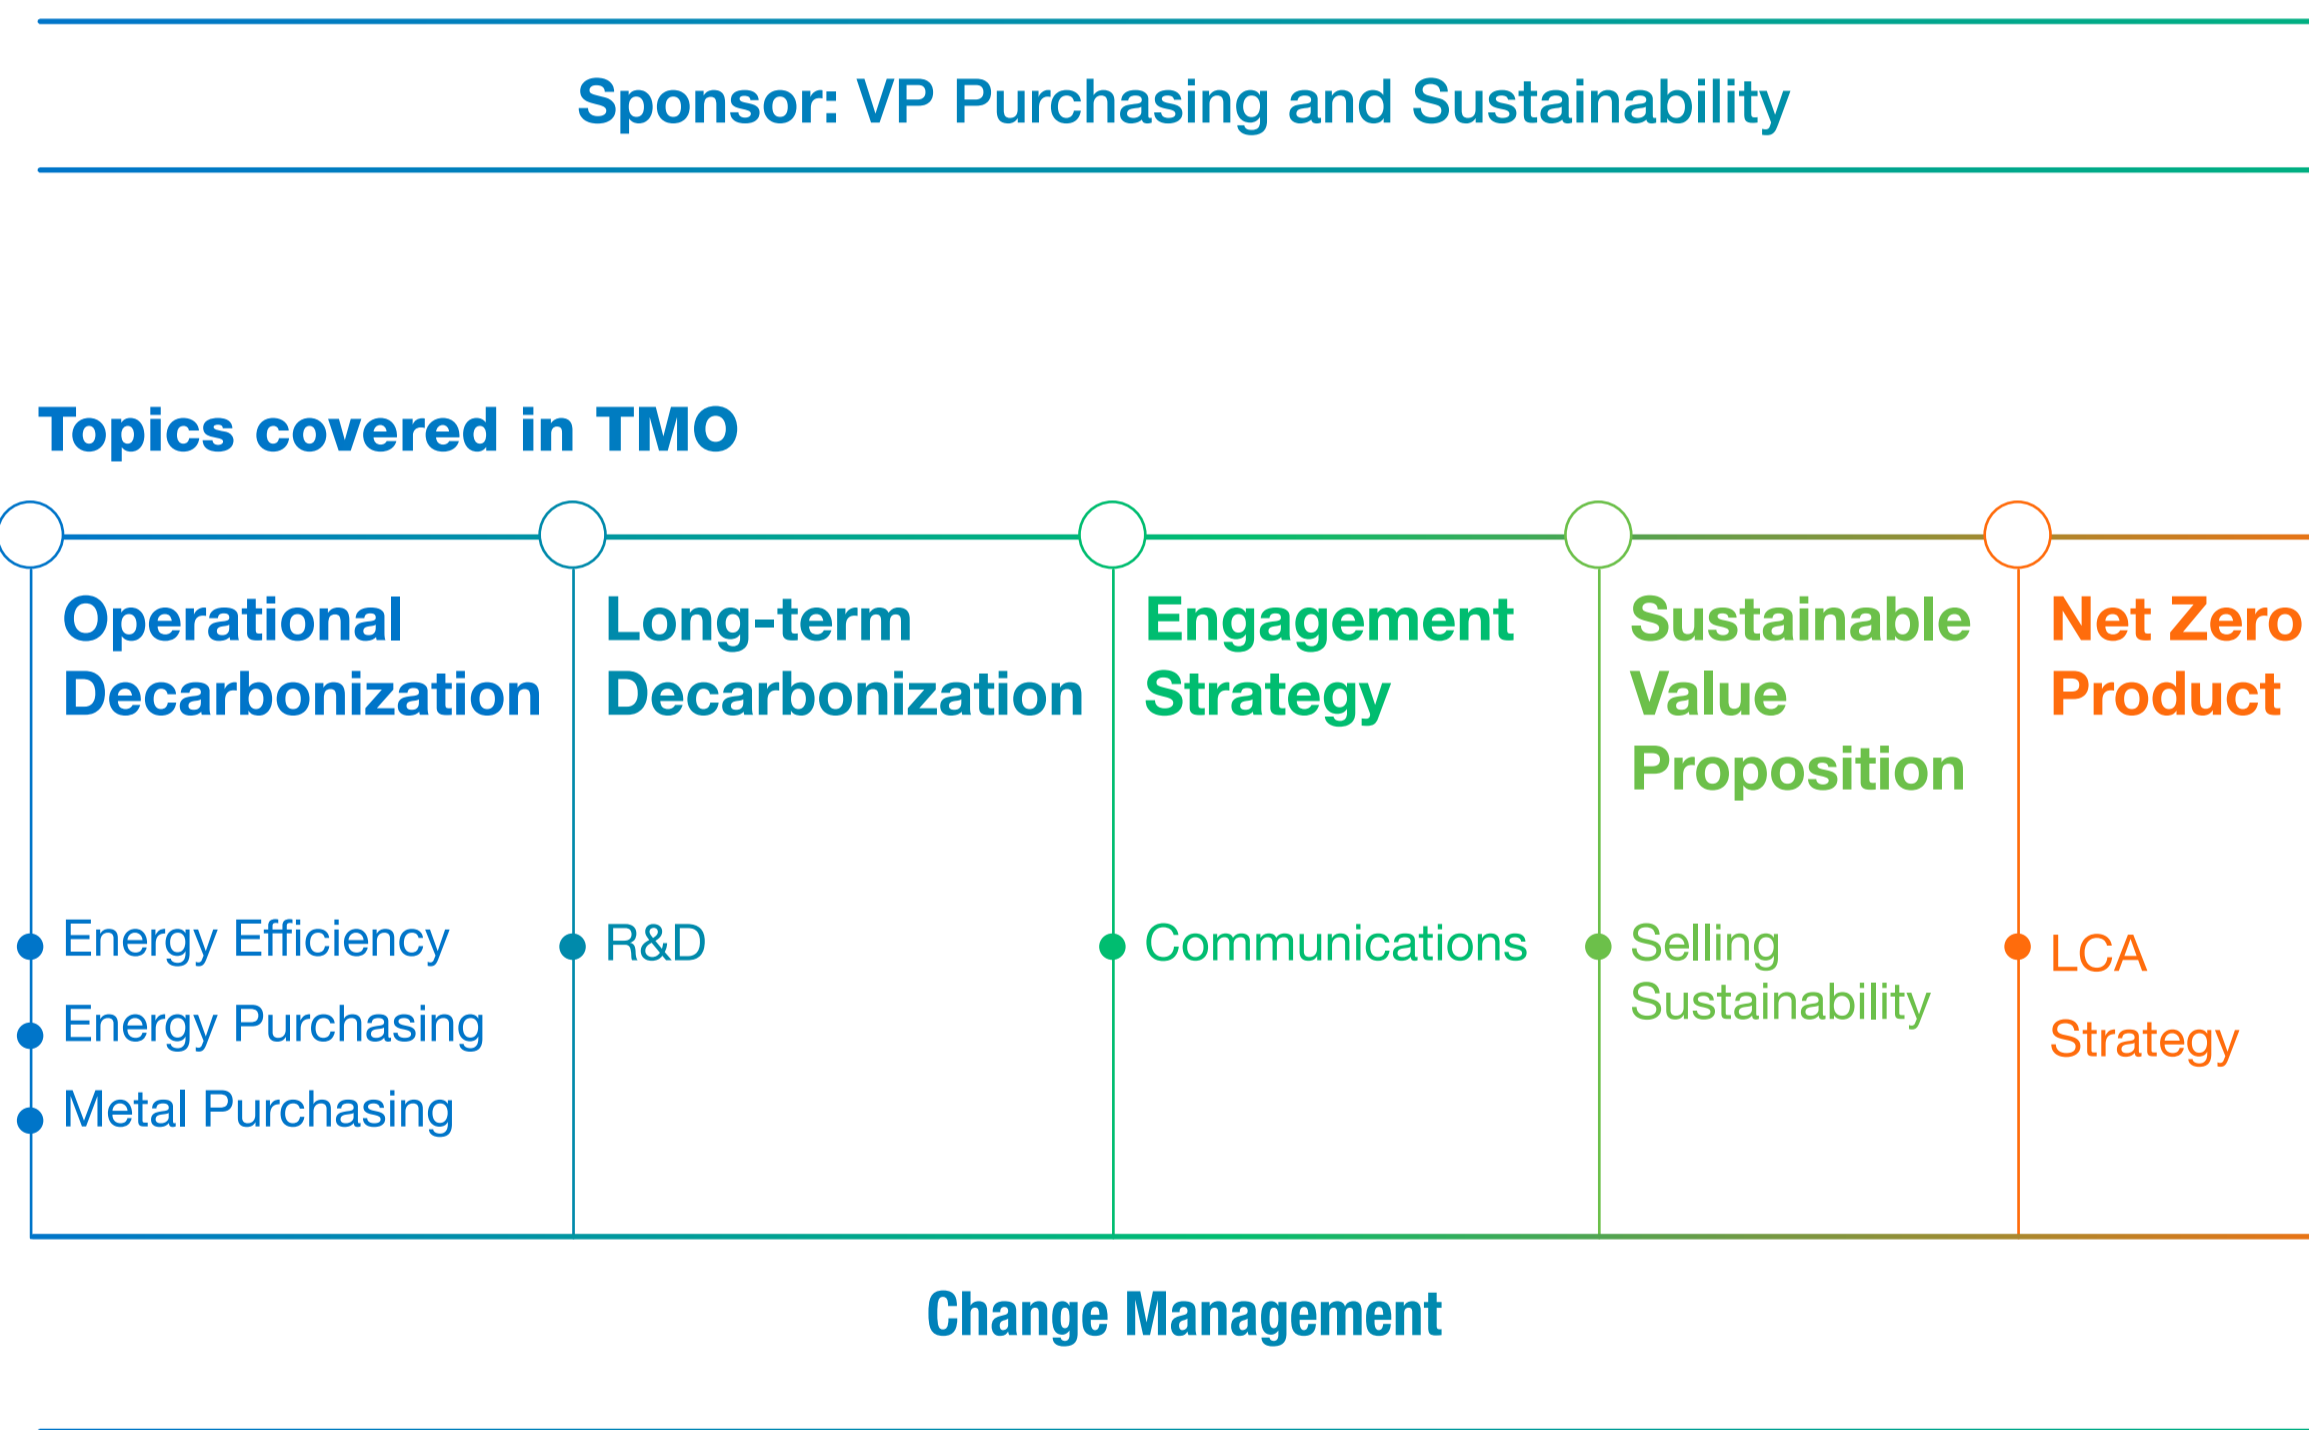 Sponsor: VP Purchasing and Sustainability
Topics covered in TMO
Operational
Decarbonization
Energy Efficiency
Energy Purchasing
Metal Purchasing
Long-term
Decarbonization
R&D
Engagement
Strategy
Communications
Sustainable
Value
Proposition
Selling
Sustainability
Net Zero
Product
LCA
Strategy
Change Management